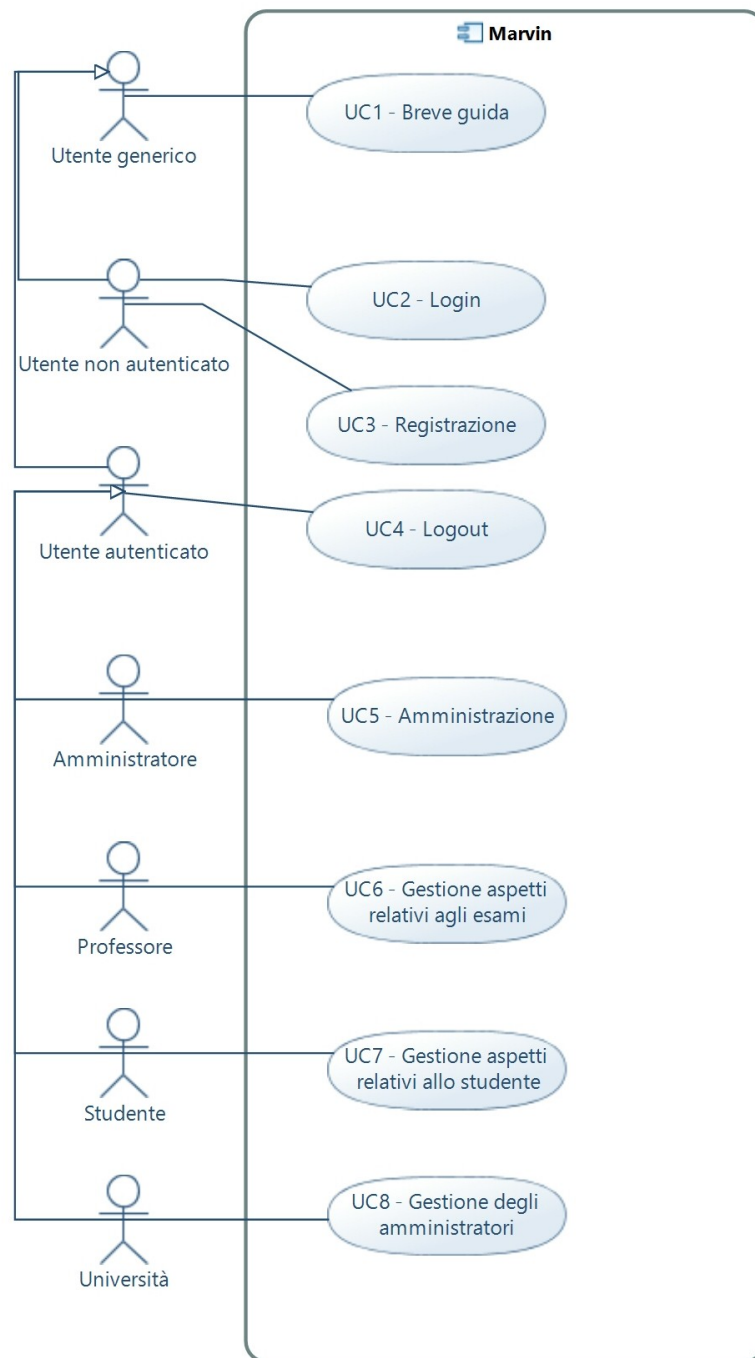 Marvin
UC1 - Breve guida
Utente generico
UC2 - Login
Utente non autenticato
UC3 - Registrazione
UC4 - Logout
Utente autenticato
UC5 - Amministrazione
Amministratore
UC6 - Gestione aspetti
relativi agli esami
Professore
UC7 - Gestione aspetti
relativi allo studente
Studente
UC8 - Gestione degli
amministratori
Università